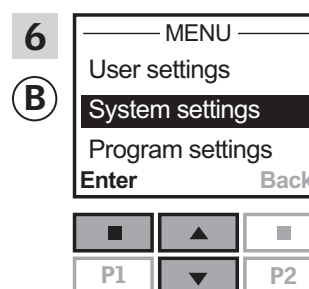 6
B
MENU
User settings
System settings
Program settings
Enter Back
P1 P2